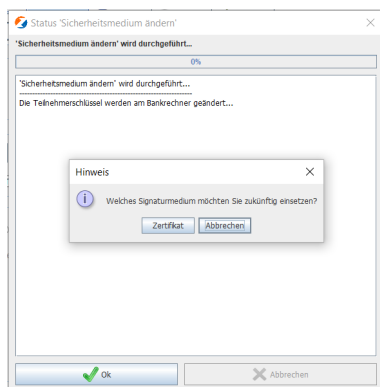 Status 'Sicherheitsmedium ändern'
'Sicherheitsmedium ändern' wird durchgeführt...
0%
'Sicherheitsmedium ändern' wird durchgeführt...
Die Teilnehmerschlüssel werden am Bankrechner geändert...
Hinweis
Welches Signaturmedium möchten Sie zukünftig einsetzen?
Zertifikat Abbrechen
Ok Abbrechen